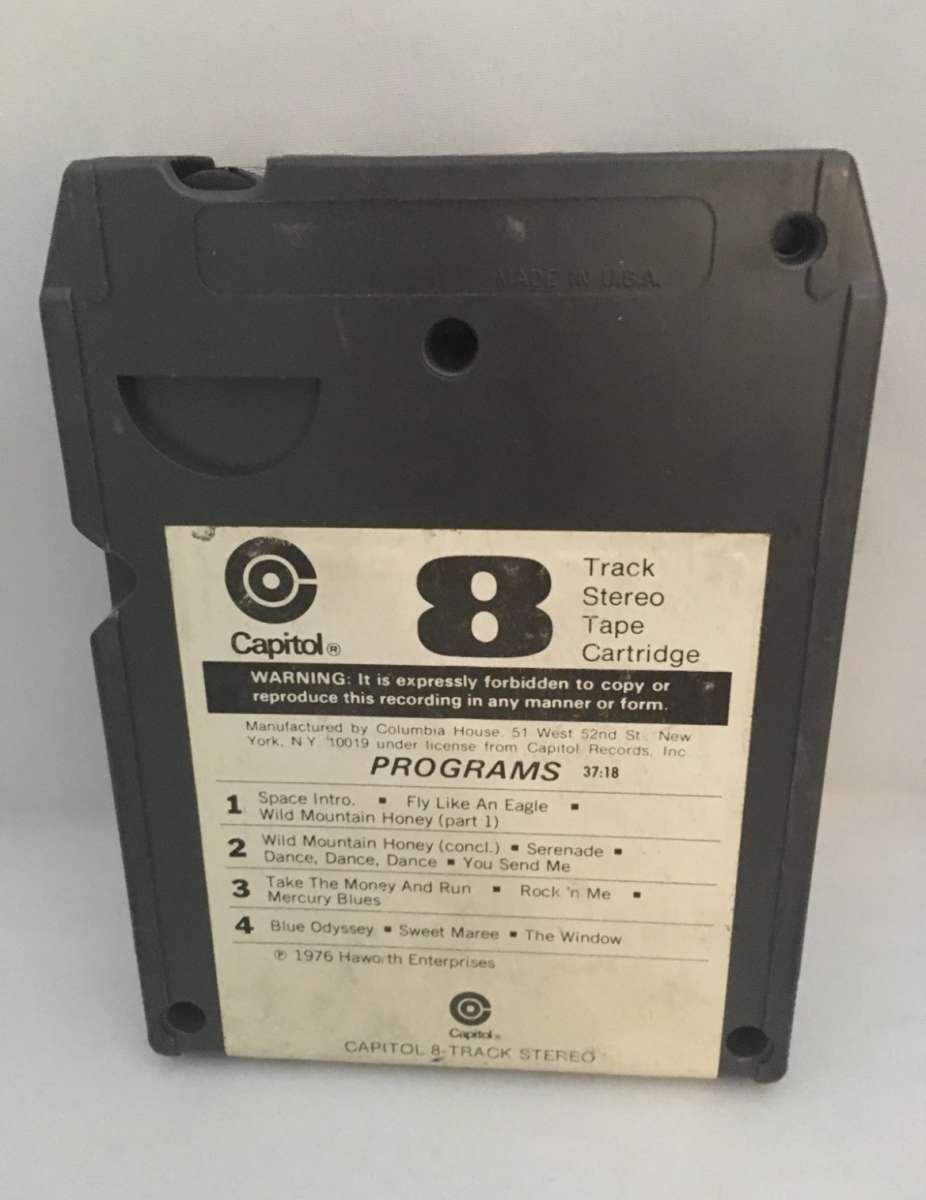 MADE IN U.S.A.
Capitol®
8
Track
Stereo
Tape
Cartridge
WARNING: It is expressly forbidden to copy or
reproduce this recording in any manner or form.
Manufactured by Columbia House. 51 West 52nd St. New
York, N Y 10019 under license from Capitol Records, Inc
PROGRAMS 37:18
1 Space Intro. ▪ Fly Like An Eagle ▪
Wild Mountain Honey (part 1)
2 Wild Mountain Honey (concl.) ▪ Serenade ▪
Dance, Dance, Dance ▪ You Send Me
3 Take The Money And Run ▪ Rock 'n Me ▪
Mercury Blues
4 Blue Odyssey ▪ Sweet Maree ▪ The Window
℗ 1976 Haworth Enterprises
Capitol®
CAPITOL 8-TRACK STEREO